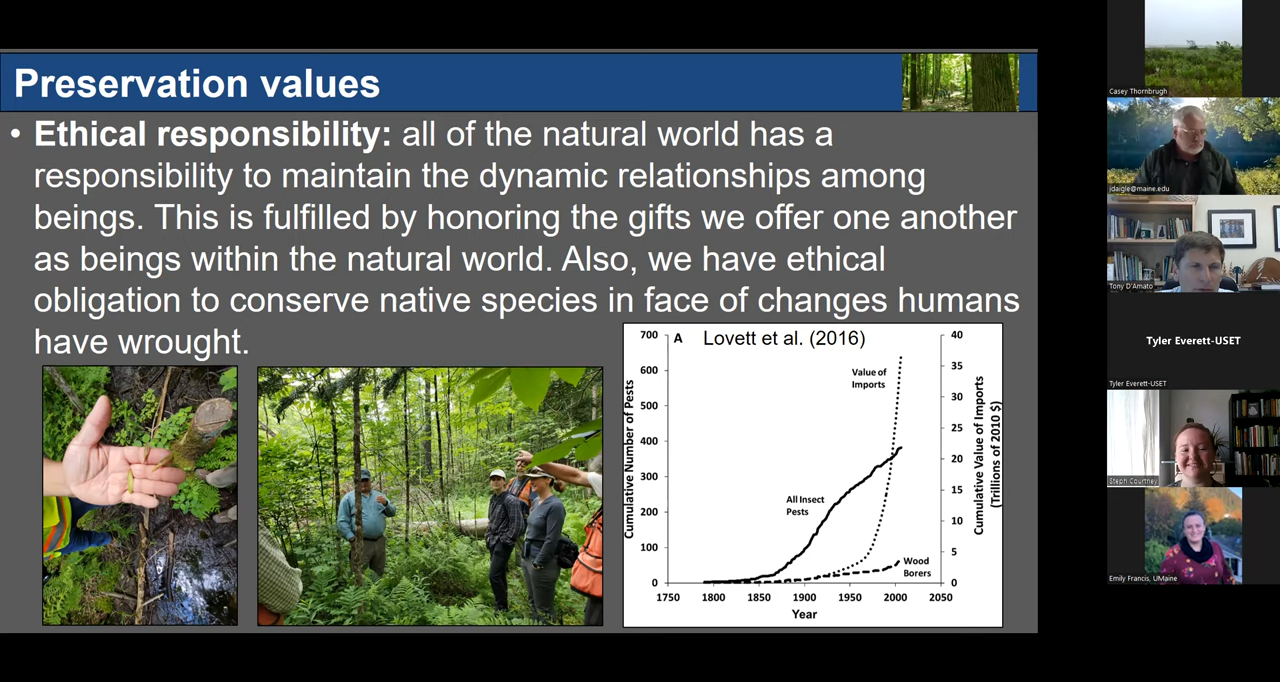 Preservation values
• Ethical responsibility: all of the natural world has a
responsibility to maintain the dynamic relationships among
beings. This is fulfilled by honoring the gifts we offer one another
as beings within the natural world. Also, we have ethical
obligation to conserve native species in face of changes humans
have wrought.
A Lovett et al. (2016)
Cumulative Number of Pests
700
600
500
400
300
200
100
0
Value of
Imports
All Insect
Pests
Wood
Borers
40
35
30
25
20
15
10
5
0
Cumulative Value of Imports
(Trillions of 2010 $)
1750 1800 1850 1900 1950 2000 2050
Year
Casey Thornbrugh
jdaigle@maine.edu
Tony D'Amato
Tyler Everett-USET
Tyler Everett-USET
Steph Courtney
Emily Francis, UMaine